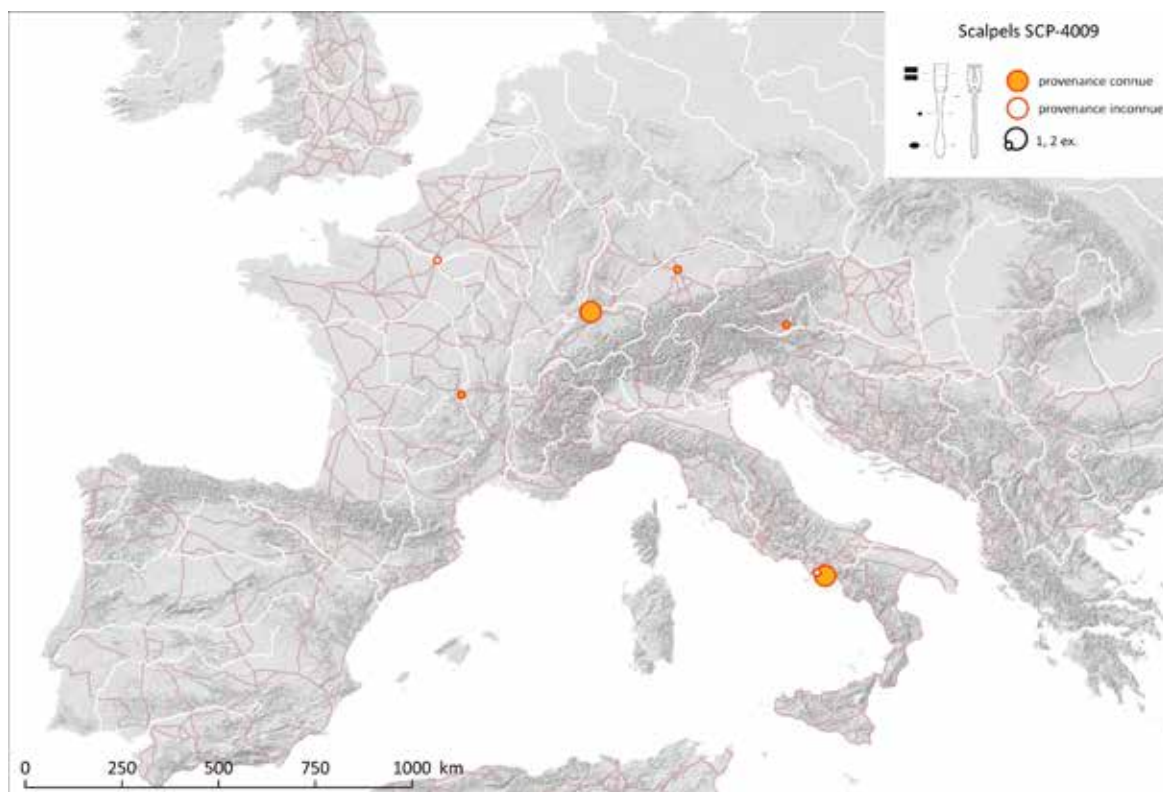 Scalpels SCP-4009
provenance connue
provenance inconnue
1, 2 ex.
0 250 500 750 1000 km